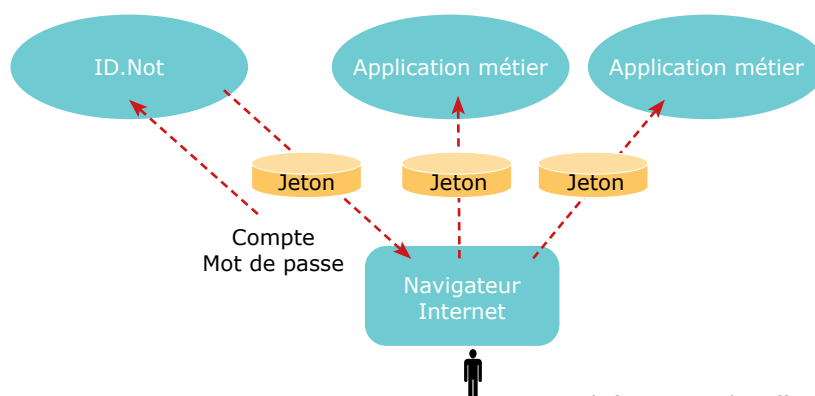 ID.Not
Application métier
Application métier
Jeton
Jeton
Jeton
Compte
Mot de passe
Navigateur
Internet